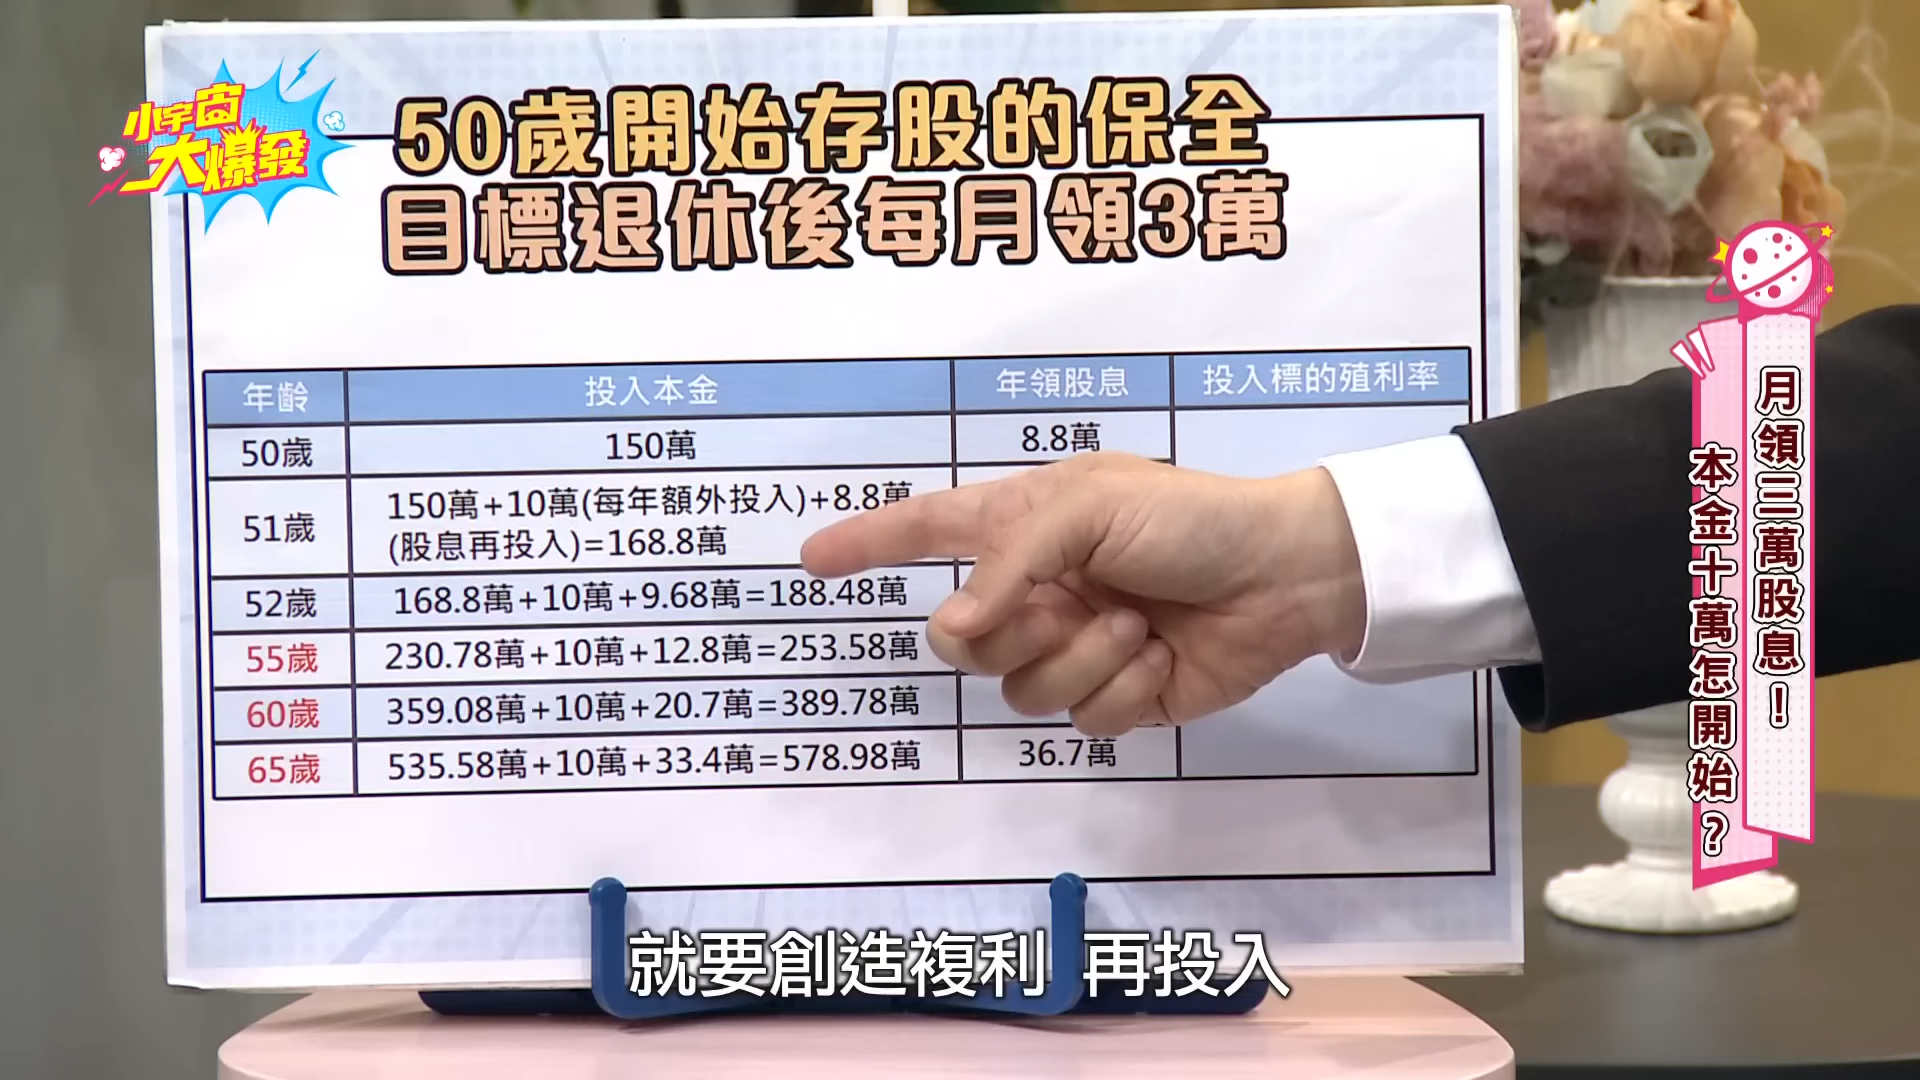 小宇宙
大爆發
50歲開始存股的保全
目標退休後每月領3萬
年齡 投入本金 年領股息 投入標的殖利率
50歲 150萬 8.8萬
51歲 150萬+10萬(每年額外投入)+8.8萬
(股息再投入)=168.8萬
52歲 168.8萬+10萬+9.68萬=188.48萬
55歲 230.78萬+10萬+12.8萬=253.58萬
60歲 359.08萬+10萬+20.7萬=389.78萬
65歲 535.58萬+10萬+33.4萬=578.98萬 36.7萬
月領三萬股息！
本金十萬怎開始？
就要創造複利 再投入